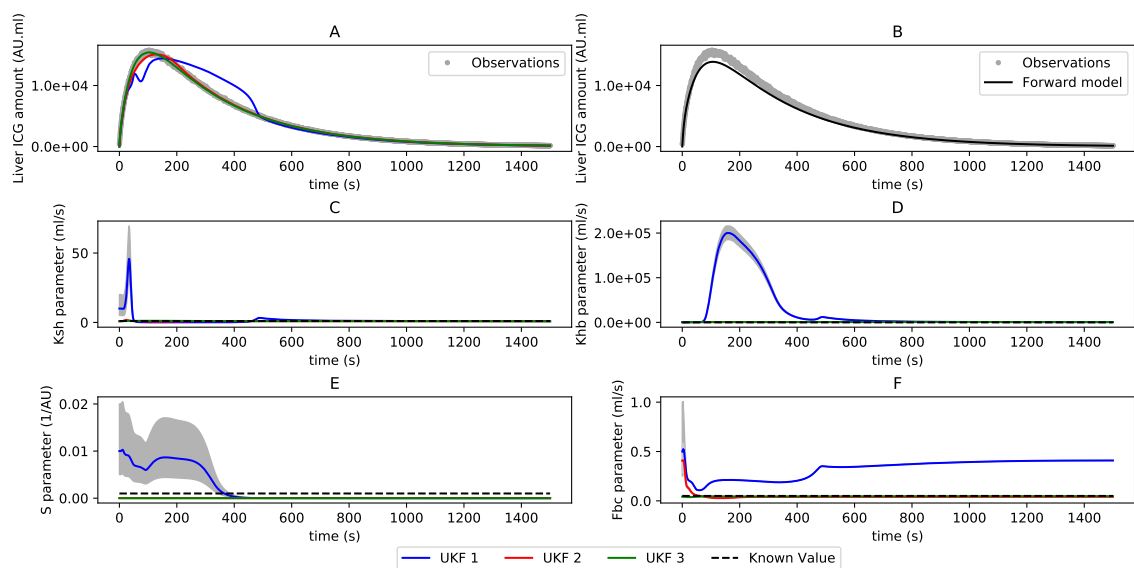 A
Liver ICG amount (AU.ml)
1.0e+04
0.0e+00
Observations
0 200 400 600 800 1000 1200 1400
time (s)
B
Liver ICG amount (AU.ml)
1.0e+04
0.0e+00
Observations
Forward model
0 200 400 600 800 1000 1200 1400
time (s)
C
Ksh parameter (ml/s)
50
0
0 200 400 600 800 1000 1200 1400
time (s)
D
Khb parameter (ml/s)
2.0e+05
1.0e+05
0.0e+00
0 200 400 600 800 1000 1200 1400
time (s)
E
S parameter (1/AU)
0.02
0.01
0.00
0 200 400 600 800 1000 1200 1400
time (s)
F
Fbc parameter (ml/s)
1.0
0.5
0.0
0 200 400 600 800 1000 1200 1400
time (s)
UKF 1 UKF 2 UKF 3 Known Value